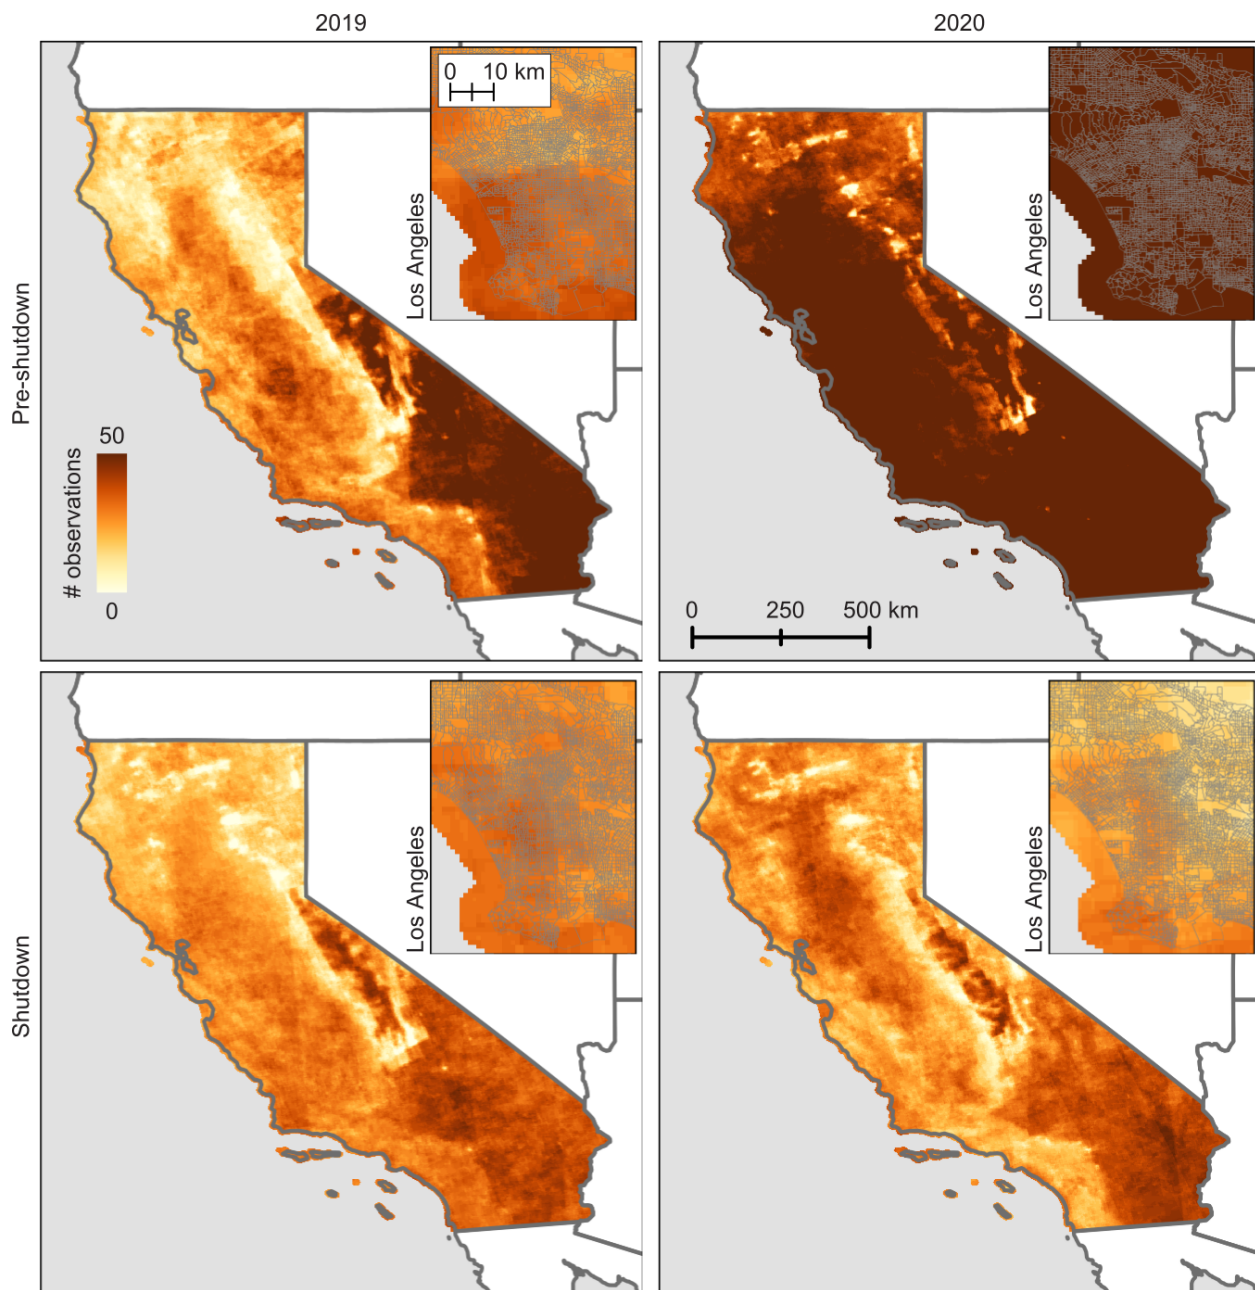 2019
2020
0 10 km
Los Angeles
Los Angeles
Pre-shutdown
50
# observations
0
0 250 500 km
Los Angeles
Los Angeles
Shutdown